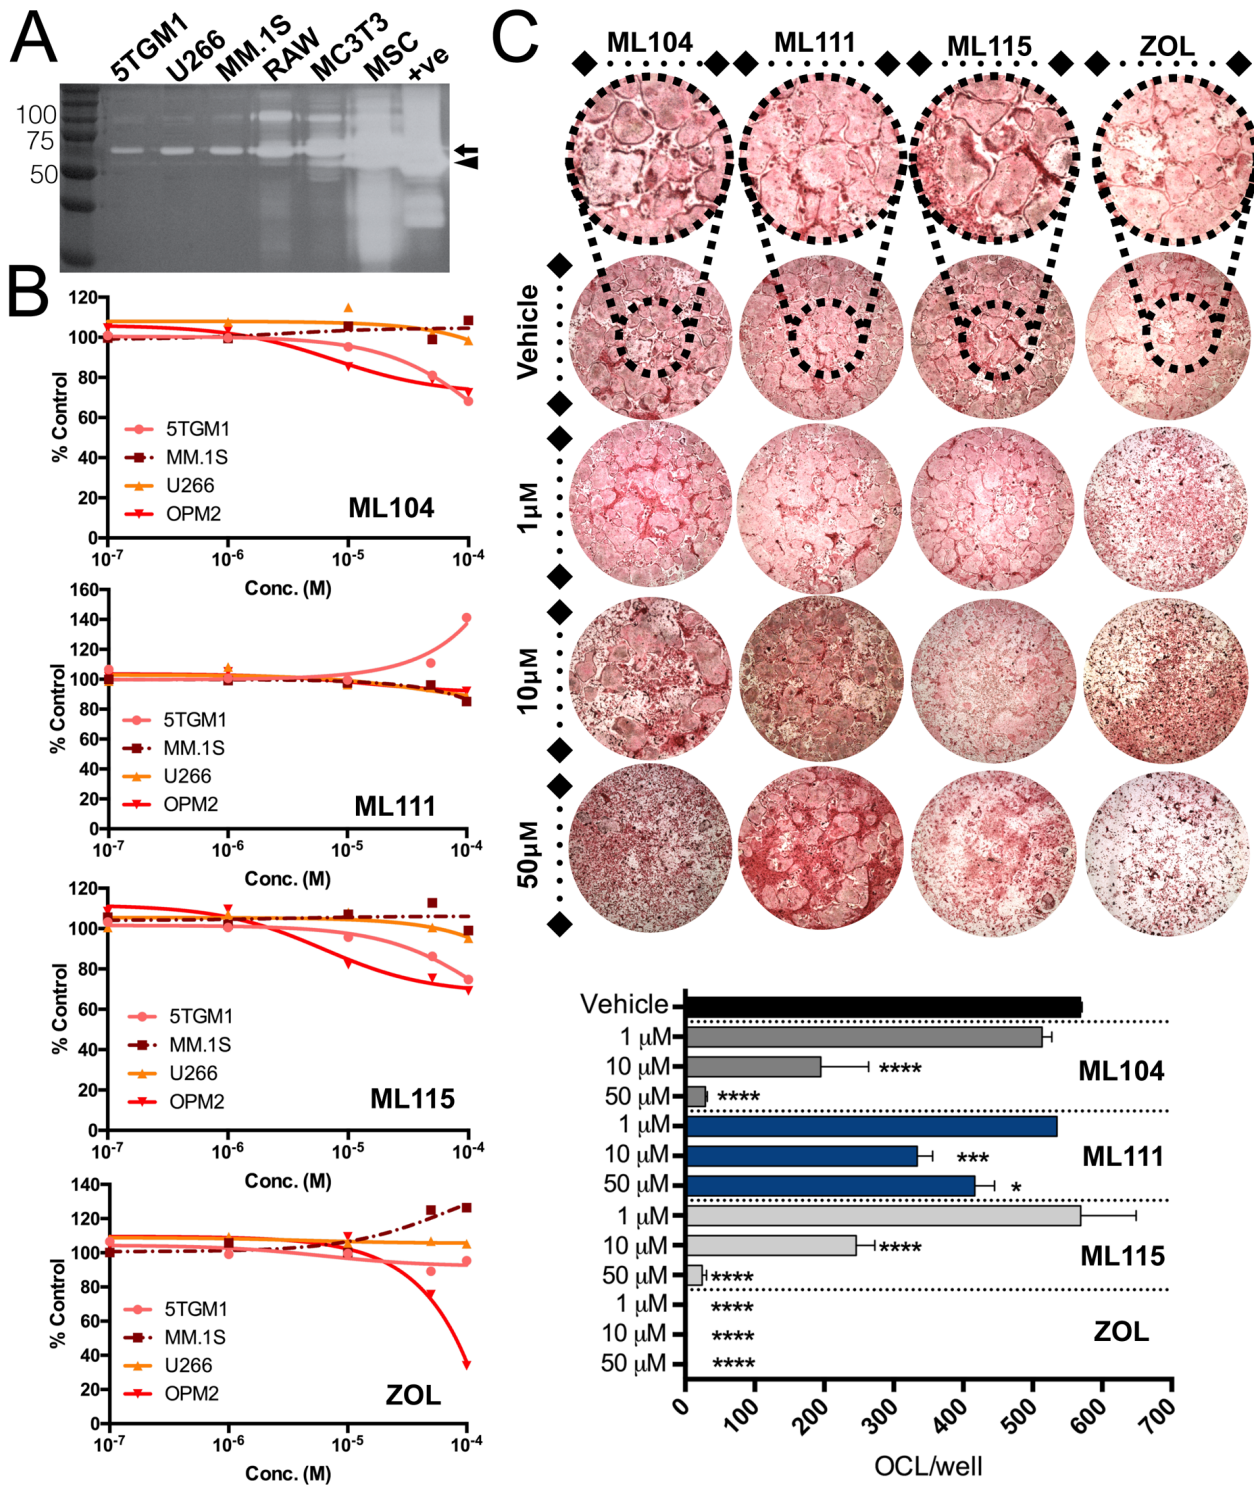 A
5TGM1
U266
MM.1S
RAW
MC3T3
MSC
+ve
100
75
50
B
120
100
80
60
40
20
0
% Control
5TGM1
MM.1S
U266
OPM2
ML104
10-7
10-6
10-5
10-4
Conc. (M)
160
140
120
100
80
60
40
20
0
% Control
5TGM1
MM.1S
U266
OPM2
ML111
10-7
10-6
10-5
10-4
Conc. (M)
120
100
80
60
40
20
0
% Control
5TGM1
MM.1S
U266
OPM2
ML115
10-7
10-6
10-5
10-4
Conc. (M)
140
120
100
80
60
40
20
0
% Control
5TGM1
MM.1S
U266
OPM2
ZOL
10-7
10-6
10-5
10-4
Conc. (M)
C
ML104
ML111
ML115
ZOL
Vehicle
1μM
10μM
50μM
Vehicle
1 μM
10 μM ****
50 μM ****
ML104
1 μM
10 μM ***
50 μM *
ML111
1 μM
10 μM ****
50 μM ****
ML115
1 μM ****
10 μM ****
50 μM ****
ZOL
0
100
200
300
400
500
600
700
OCL/well